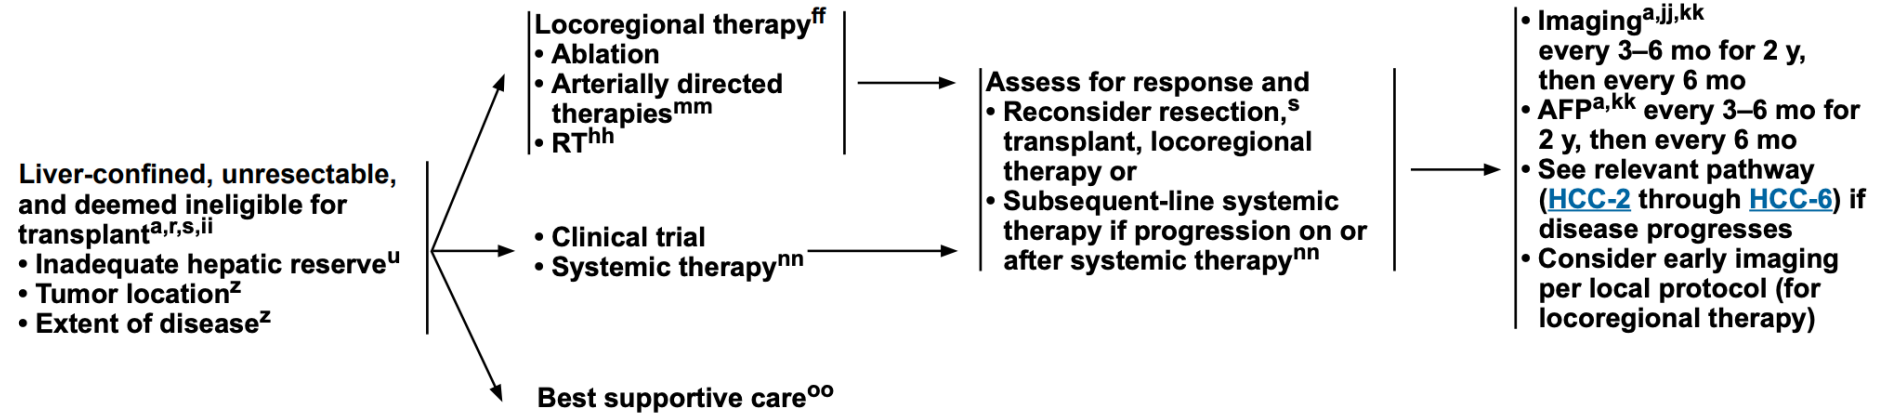 Liver-confined, unresectable,
and deemed ineligible for
transplanta,r,s,ii
• Inadequate hepatic reserveu
• Tumor locationz
• Extent of diseasez
Locoregional therapyff
• Ablation
• Arterially directed
therapiesmm
• RThh
• Clinical trial
• Systemic therapynn
Best supportive careoo
Assess for response and
• Reconsider resection,s
transplant, locoregional
therapy or
• Subsequent-line systemic
therapy if progression on or
after systemic therapynn
• Imaginga,jj,kk
every 3–6 mo for 2 y,
then every 6 mo
• AFPa,kk every 3–6 mo for
2 y, then every 6 mo
• See relevant pathway
(HCC-2 through HCC-6) if
disease progresses
• Consider early imaging
per local protocol (for
locoregional therapy)